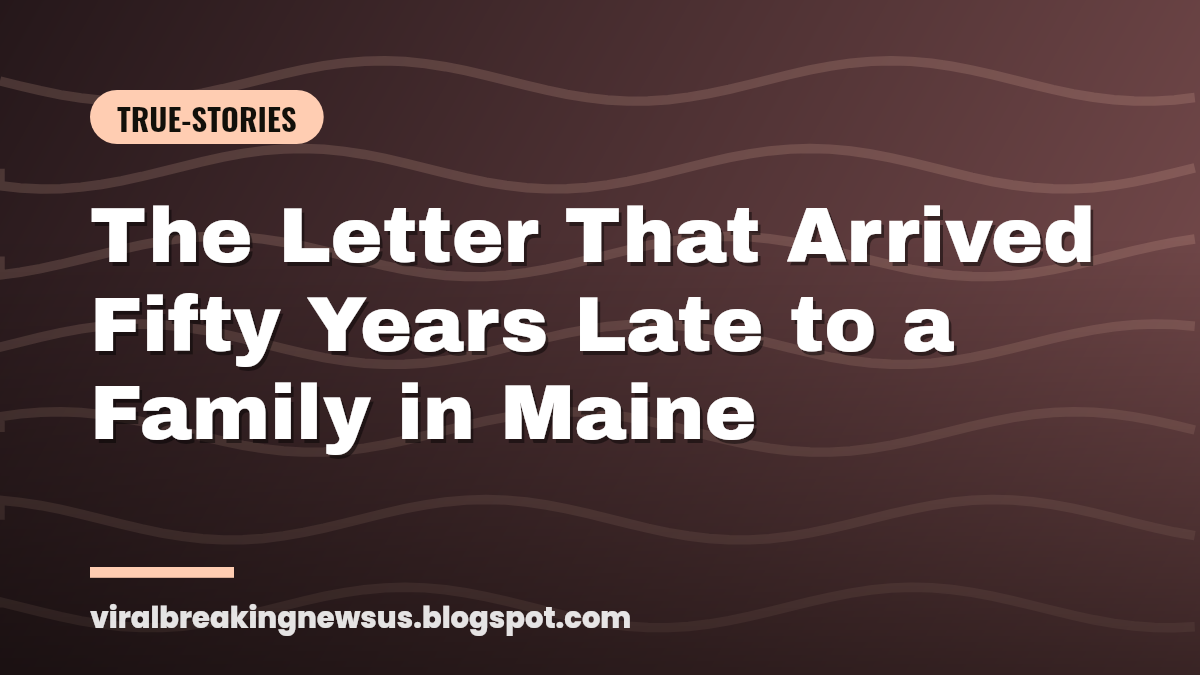 TRUE-STORIES
The Letter That Arrived
Fifty Years Late to a
Family in Maine
viralbreakingnewsus.blogspot.com